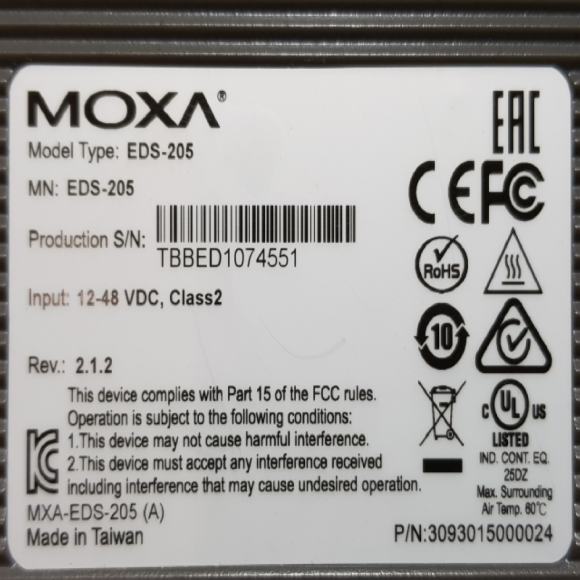 MOXA®
EAC
Model Type: EDS-205
MN: EDS-205
CE FC
Production S/N:
TBBED1074551
RoHS
Input: 12-48 VDC, Class2
10
Rev.: 2.1.2
This device complies with Part 15 of the FCC rules.
Operation is subject to the following conditions:
1.This device may not cause harmful interference.
2.This device must accept any interference received
including interference that may cause undesired operation.
C UL US
LISTED
IND. CONT. EQ.
25DZ
Max. Surrounding
Air Temp. 60°C
MXA-EDS-205 (A)
Made in Taiwan
P/N:3093015000024